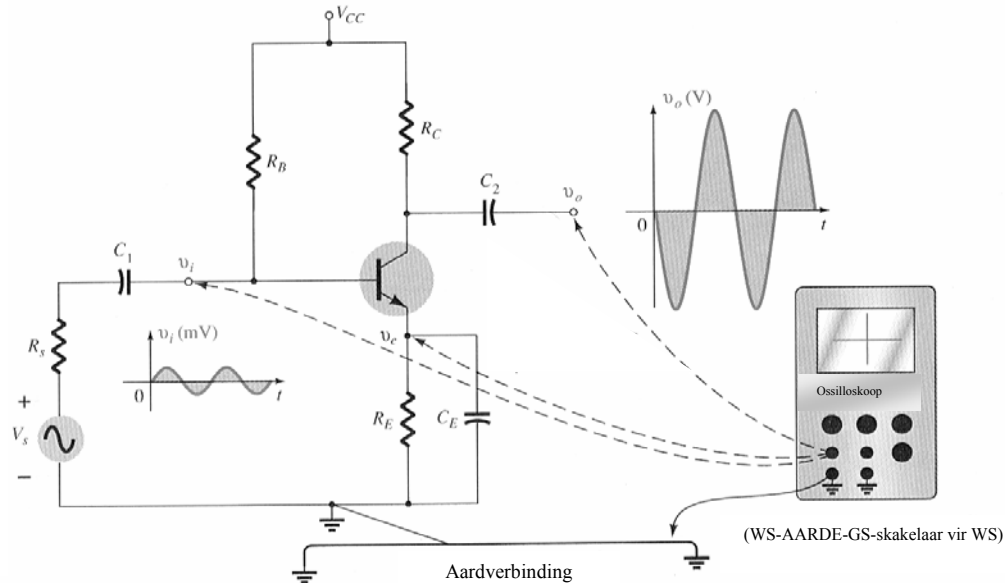 V_CC
R_C
R_B
C_2
υ_o
υ_o (V)
0
t
C_1
υ_i
R_s
υ_i (mV)
0
t
υ_e
+
V_s
−
R_E
C_E
Ossilloskoop
(WS-AARDE-GS-skakelaar vir WS)
Aardverbinding